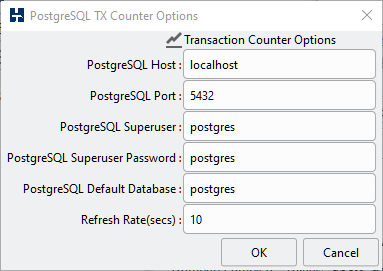 PostgreSQL TX Counter Options
Transaction Counter Options
PostgreSQL Host : localhost
PostgreSQL Port : 5432
PostgreSQL Superuser : postgres
PostgreSQL Superuser Password : postgres
PostgreSQL Default Database : postgres
Refresh Rate(secs) : 10
OK Cancel